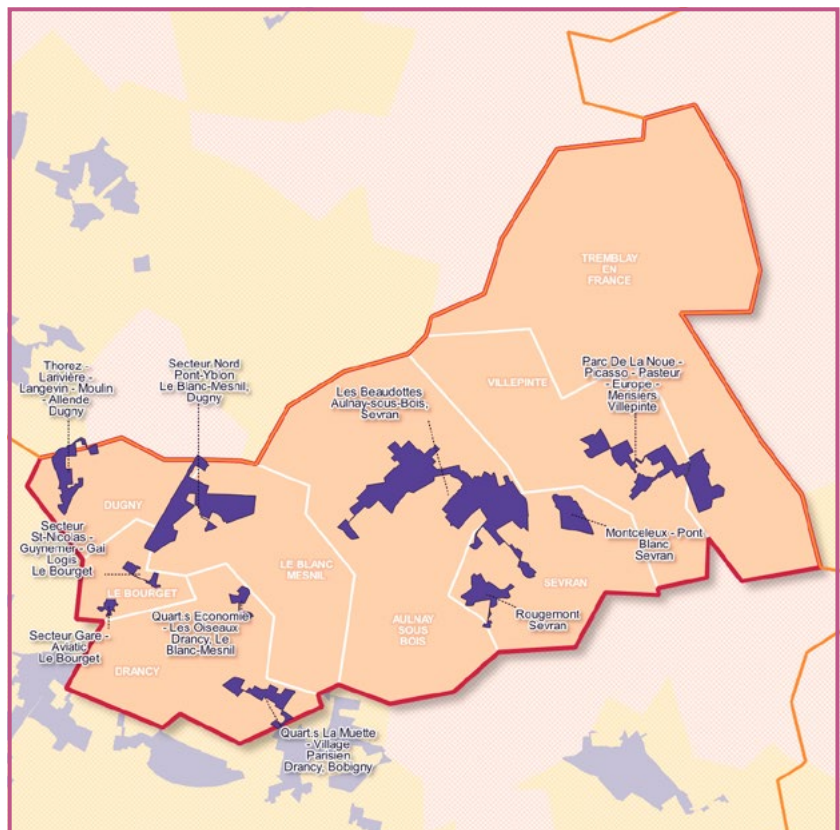 TREMBLAY
EN
FRANCE
Thorez -
Larivière -
Langevin - Moulin
- Allende
Dugny
Secteur Nord
Pont-Yblon
Le Blanc-Mesnil,
Dugny
Les Beaudottes
Aulnay-sous-Bois,
Sevran
VILLEPINTE
Parc De La Noue -
Picasso - Pasteur
- Europe -
Merisiers
Villepinte
DUGNY
Secteur
St-Nicolas -
Guynemer - Gai
Logis
Le Bourget
LE BLANC
MESNIL
Montceleux - Pont
Blanc
Sevran
SEVRAN
LE BOURGET
Quart.s Economie
- Les Oiseaux
Drancy, Le
Blanc-Mesnil
AULNAY
SOUS
BOIS
Rougemont
Sevran
Secteur Gare -
Aviatic
Le Bourget
DRANCY
Quart.s La Muette
- Village
Parisien
Drancy, Bobigny